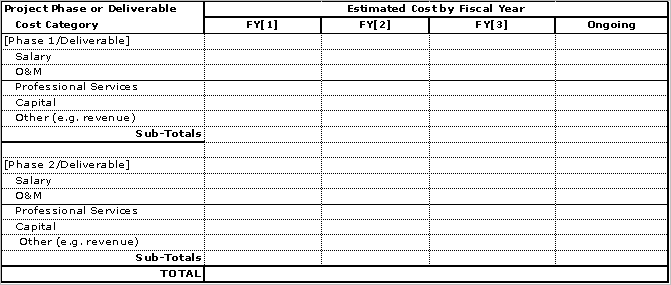 Project Phase or Deliverable Estimated Cost by Fiscal Year
Cost Category FY[1] FY[2] FY[3] Ongoing
[Phase 1/Deliverable]
Salary
O&M
Professional Services
Capital
Other (e.g. revenue)
Sub-Totals
[Phase 2/Deliverable]
Salary
O&M
Professional Services
Capital
Other (e.g. revenue)
Sub-Totals
TOTAL